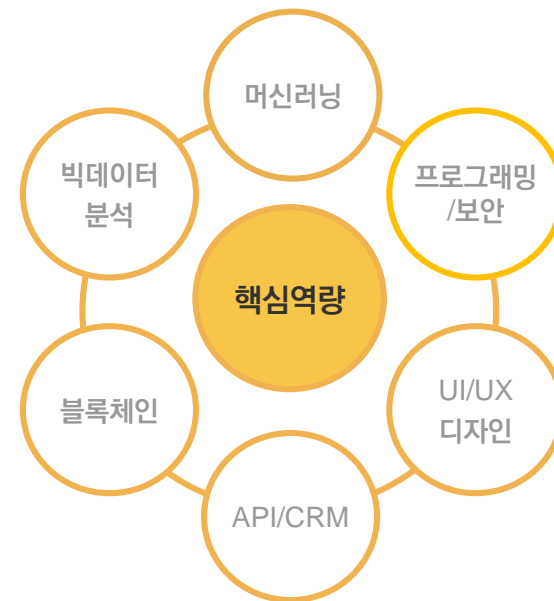 머신러닝
빅데이터
분석
프로그래밍
/보안
핵심역량
블록체인
UI/UX
디자인
API/CRM